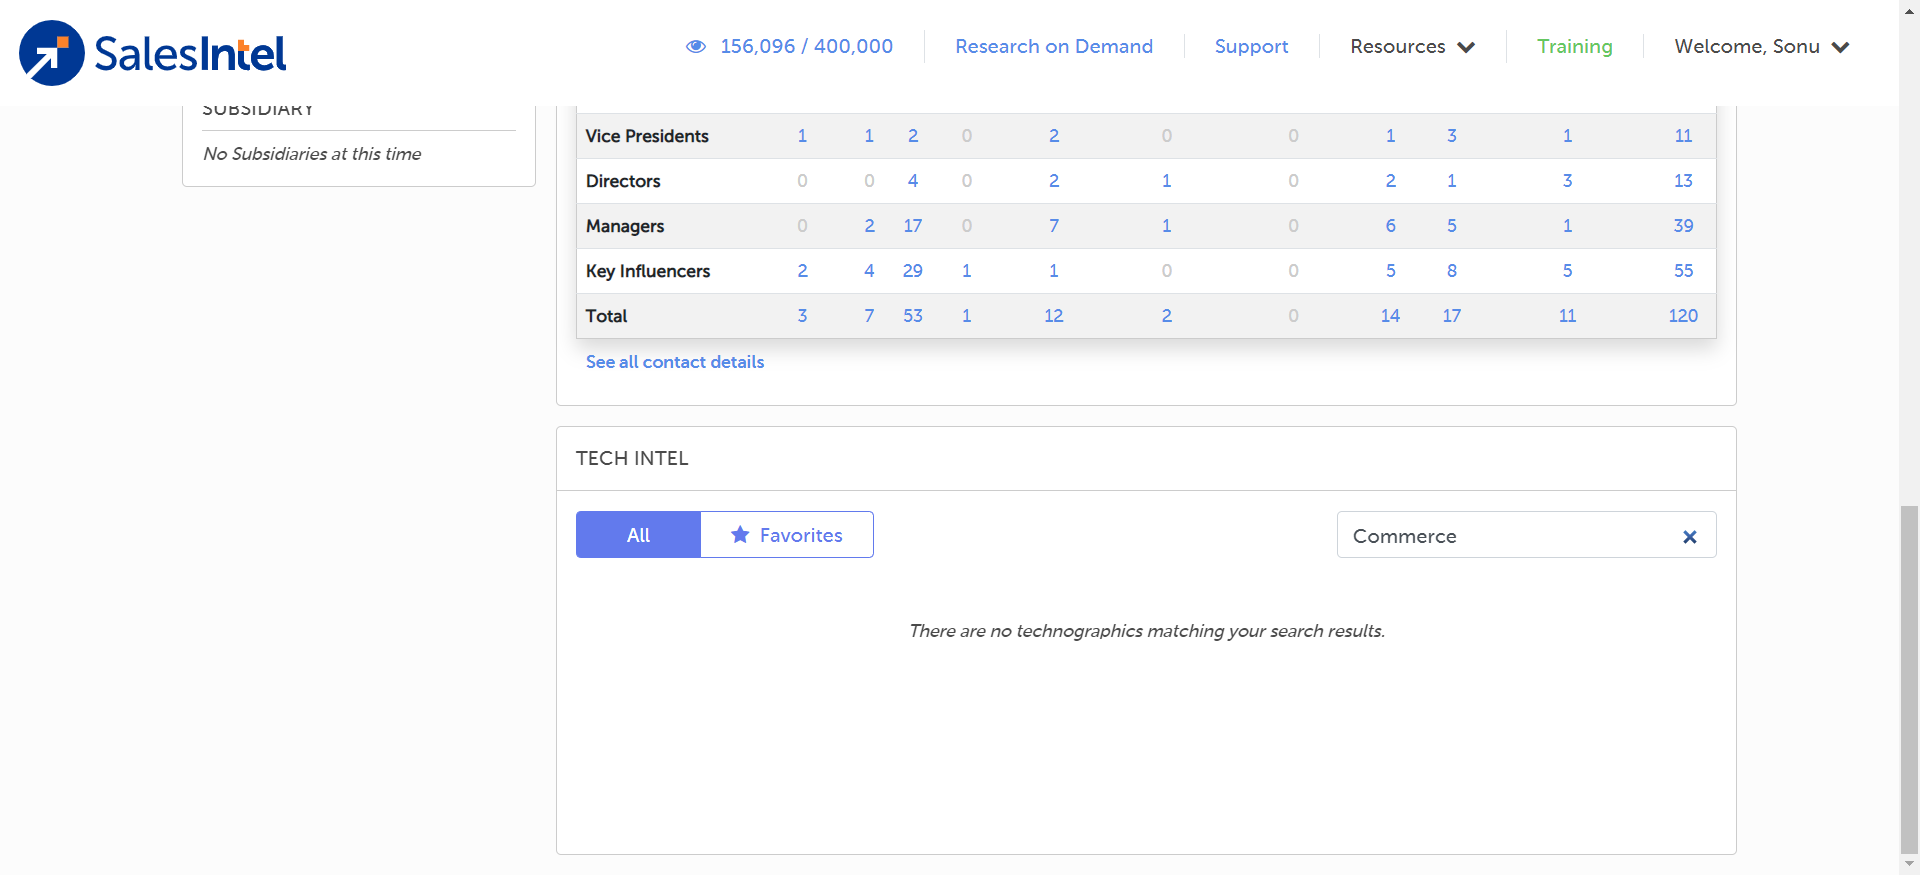 SalesIntel
156,096 / 400,000 Research on Demand Support Resources Training Welcome, Sonu
SUBSIDIARY
No Subsidiaries at this time
Vice Presidents 1 1 2 0 2 0 0 1 3 1 11
Directors 0 0 4 0 2 1 0 2 1 3 13
Managers 0 2 17 0 7 1 0 6 5 1 39
Key Influencers 2 4 29 1 1 0 0 5 8 5 55
Total 3 7 53 1 12 2 0 14 17 11 120
See all contact details
TECH INTEL
All Favorites Commerce
There are no technographics matching your search results.